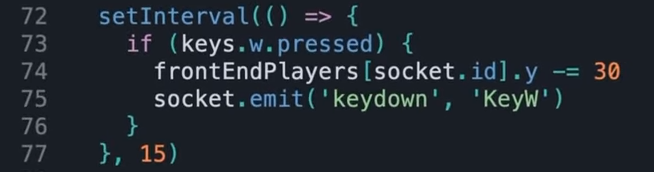 72 setInterval(() => {
73 if (keys.w.pressed) {
74 frontEndPlayers[socket.id].y -= 30
75 socket.emit('keydown', 'KeyW')
76 }
77 }, 15)